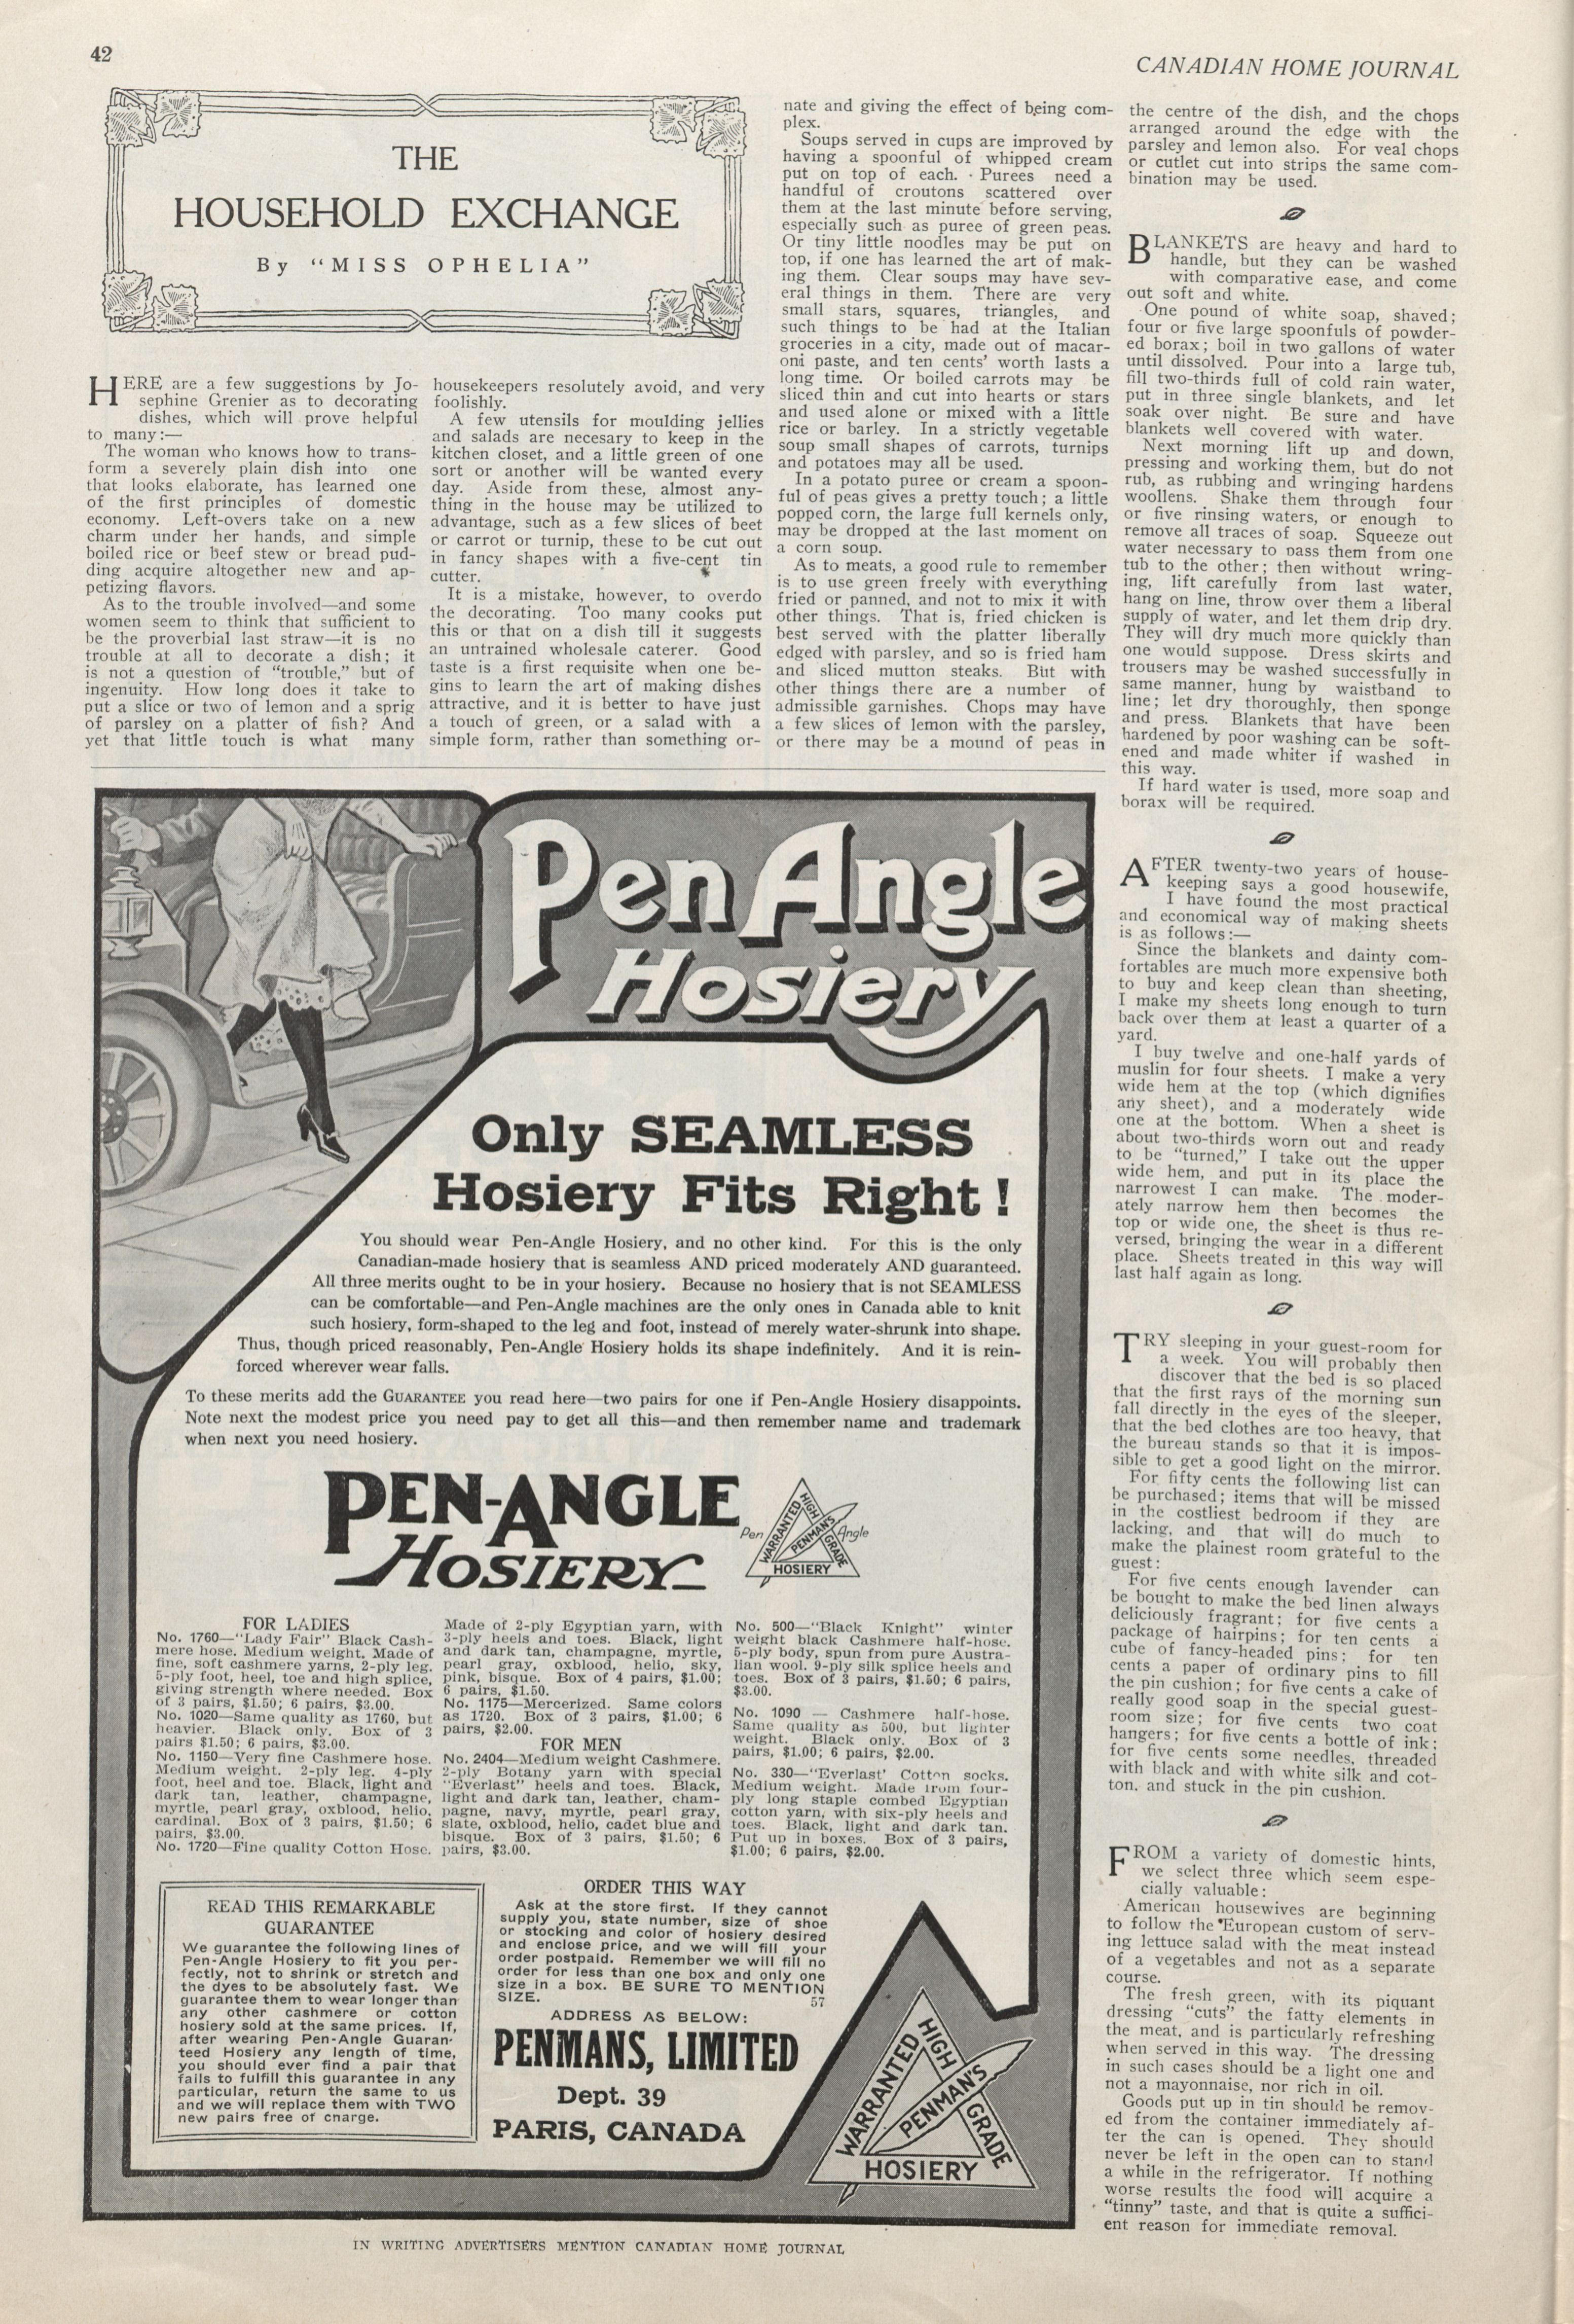 42
CANADIAN HOME JOURNAL
THE
HOUSEHOLD EXCHANGE
By "MISS OPHELIA"
HERE are a few suggestions by Jo-
sephine Grenier as to decorating
dishes, which will prove helpful
to many:—
The woman who knows how to trans-
form a severely plain dish into one
that looks elaborate, has learned one
of the first principles of domestic
economy. Left-overs take on a new
charm under her hands, and simple
boiled rice or beef stew or bread pud-
ding acquire altogether new and ap-
petizing flavors.
As to the trouble involved—and some
women seem to think that sufficient to
be the proverbial last straw—it is no
trouble at all to decorate a dish; it
is not a question of "trouble," but of
ingenuity. How long does it take to
put a slice or two of lemon and a sprig
of parsley on a platter of fish? And
yet that little touch is what many
housekeepers resolutely avoid, and very
foolishly.
A few utensils for moulding jellies
and salads are necesary to keep in the
kitchen closet, and a little green of one
sort or another will be wanted every
day. Aside from these, almost any-
thing in the house may be utilized to
advantage, such as a few slices of beet
or carrot or turnip, these to be cut out
in fancy shapes with a five-cent tin
cutter.
It is a mistake, however, to overdo
the decorating. Too many cooks put
this or that on a dish till it suggests
an untrained wholesale caterer. Good
taste is a first requisite when one be-
gins to learn the art of making dishes
attractive, and it is better to have just
a touch of green, or a salad with a
simple form, rather than something or-
nate and giving the effect of being com-
plex.
Soups served in cups are improved by
having a spoonful of whipped cream
put on top of each. Purees need a
handful of croutons scattered over
them at the last minute before serving,
especially such as puree of green peas.
Or tiny little noodles may be put on
top, if one has learned the art of mak-
ing them. Clear soups may have sev-
eral things in them. There are very
small stars, squares, triangles, and
such things to be had at the Italian
groceries in a city, made out of macar-
oni paste, and ten cents' worth lasts a
long time. Or boiled carrots may be
sliced thin and cut into hearts or stars
and used alone or mixed with a little
rice or barley. In a strictly vegetable
soup small shapes of carrots, turnips
and potatoes may all be used.
In a potato puree or cream a spoon-
ful of peas gives a pretty touch; a little
popped corn, the large full kernels only,
may be dropped at the last moment on
a corn soup.
As to meats, a good rule to remember
is to use green freely with everything
fried or panned, and not to mix it with
other things. That is, fried chicken is
best served with the platter liberally
edged with parsley, and so is fried ham
and sliced mutton steaks. But with
other things there are a number of
admissible garnishes. Chops may have
a few slices of lemon with the parsley,
or there may be a mound of peas in
the centre of the dish, and the chops
arranged around the edge with the
parsley and lemon also. For veal chops
or cutlet cut into strips the same com-
bination may be used.
BLANKETS are heavy and hard to
handle, but they can be washed
with comparative ease, and come
out soft and white.
One pound of white soap, shaved;
four or five large spoonfuls of powder-
ed borax; boil in two gallons of water
until dissolved. Pour into a large tub,
fill two-thirds full of cold rain water,
put in three single blankets, and let
soak over night. Be sure and have
blankets well covered with water.
Next morning lift up and down,
pressing and working them, but do not
rub, as rubbing and wringing hardens
woollens. Shake them through four
or five rinsing waters, or enough to
remove all traces of soap. Squeeze out
water necessary to pass them from one
tub to the other; then without wring-
ing, lift carefully from last water,
hang on line, throw over them a liberal
supply of water, and let them drip dry.
They will dry much more quickly than
one would suppose. Dress skirts and
trousers may be washed successfully in
same manner, hung by waistband to
line; let dry thoroughly, then sponge
and press. Blankets that have been
hardened by poor washing can be soft-
ened and made whiter if washed in
this way.
If hard water is used, more soap and
borax will be required.
AFTER twenty-two years of house-
keeping says a good housewife,
I have found the most practical
and economical way of making sheets
is as follows:—
Since the blankets and dainty com-
fortables are much more expensive both
to buy and keep clean than sheeting,
I make my sheets long enough to turn
back over them at least a quarter of a
yard.
I buy twelve and one-half yards of
muslin for four sheets. I make a very
wide hem at the top (which dignifies
any sheet), and a moderately wide
one at the bottom. When a sheet is
about two-thirds worn out and ready
to be "turned," I take out the upper
wide hem, and put in its place the
narrowest I can make. The moder-
ately narrow hem then becomes the
top or wide one, the sheet is thus re-
versed, bringing the wear in a different
place. Sheets treated in this way will
last half again as long.
TRY sleeping in your guest-room for
a week. You will probably then
discover that the bed is so placed
that the first rays of the morning sun
fall directly in the eyes of the sleeper,
that the bed clothes are too heavy, that
the bureau stands so that it is impos-
sible to get a good light on the mirror.
For fifty cents the following list can
be purchased; items that will be missed
in the costliest bedroom if they are
lacking, and that will do much to
make the plainest room grateful to the
guest:
For five cents enough lavender can
be bought to make the bed linen always
deliciously fragrant; for five cents a
package of hairpins; for ten cents a
cube of fancy-headed pins; for ten
cents a paper of ordinary pins to fill
the pin cushion; for five cents a cake of
really good soap in the special guest-
room size; for five cents two coat
hangers; for five cents a bottle of ink;
for five cents some needles, threaded
with black and with white silk and cot-
ton, and stuck in the pin cushion.
FROM a variety of domestic hints,
we select three which seem espe-
cially valuable:
American housewives are beginning
to follow the European custom of serv-
ing lettuce salad with the meat instead
of a vegetables and not as a separate
course.
The fresh green, with its piquant
dressing "cuts" the fatty elements in
the meat, and is particularly refreshing
when served in this way. The dressing
in such cases should be a light one and
not a mayonnaise, nor rich in oil.
Goods put up in tin should be remov-
ed from the container immediately af-
ter the can is opened. They should
never be left in the open can to stand
a while in the refrigerator. If nothing
worse results the food will acquire a
"tinny" taste, and that is quite a suffici-
ent reason for immediate removal.
Pen Angle
Hosiery
Only SEAMLESS
Hosiery Fits Right!
You should wear Pen-Angle Hosiery, and no other kind. For this is the only
Canadian-made hosiery that is seamless AND priced moderately AND guaranteed.
All three merits ought to be in your hosiery. Because no hosiery that is not SEAMLESS
can be comfortable—and Pen-Angle machines are the only ones in Canada able to knit
such hosiery, form-shaped to the leg and foot, instead of merely water-shrunk into shape.
Thus, though priced reasonably, Pen-Angle Hosiery holds its shape indefinitely. And it is rein-
forced wherever wear falls.
To these merits add the GUARANTEE you read here—two pairs for one if Pen-Angle Hosiery disappoints.
Note next the modest price you need pay to get all this—and then remember name and trademark
when next you need hosiery.
PEN-ANGLE
HOSIERY
Pen Angle
WARRANTED
HIGH GRADE
PENMAN'S
HOSIERY
FOR LADIES
No. 1760—"Lady Fair" Black Cash-
mere hose. Medium weight. Made of
fine, soft cashmere yarns, 2-ply leg.
5-ply foot, heel, toe and high splice,
giving strength where needed. Box
of 3 pairs, $1.50; 6 pairs, $3.00.
No. 1020—Same quality as 1760, but
heavier. Black only. Box of 3
pairs $1.50; 6 pairs, $3.00.
No. 1150—Very fine Cashmere hose.
Medium weight. 2-ply leg. 4-ply
foot, heel and toe. Black, light and
dark tan, leather, champagne,
myrtle, pearl gray, oxblood, helio,
cardinal. Box of 3 pairs, $1.50; 6
pairs, $3.00.
No. 1720—Fine quality Cotton Hose.
Made of 2-ply Egyptian yarn, with
3-ply heels and toes. Black, light
and dark tan, champagne, myrtle,
pearl gray, oxblood, helio, sky,
pink, bisque. Box of 4 pairs, $1.00;
6 pairs, $1.50.
No. 1175—Mercerized. Same colors
as 1720. Box of 3 pairs, $1.00; 6
pairs, $2.00.
FOR MEN
No. 2404—Medium weight Cashmere.
2-ply Botany yarn with special
"Everlast" heels and toes. Black,
light and dark tan, leather, cham-
pagne, navy, myrtle, pearl gray,
slate, oxblood, helio, cadet blue and
bisque. Box of 3 pairs, $1.50; 6
pairs, $3.00.
No. 500—"Black Knight" winter
weight black Cashmere half-hose.
5-ply body, spun from pure Austra-
lian wool. 9-ply silk splice heels and
toes. Box of 3 pairs, $1.50; 6 pairs,
$3.00.
No. 1090 — Cashmere half-hose.
Same quality as 500, but lighter
weight. Black only. Box of 3
pairs, $1.00; 6 pairs, $2.00.
No. 330—"Everlast' Cotton socks.
Medium weight. Made from four-
ply long staple combed Egyptian
cotton yarn, with six-ply heels and
toes. Black, light and dark tan.
Put up in boxes. Box of 3 pairs,
$1.00; 6 pairs, $2.00.
READ THIS REMARKABLE
GUARANTEE
We guarantee the following lines of
Pen-Angle Hosiery to fit you per-
fectly, not to shrink or stretch and
the dyes to be absolutely fast. We
guarantee them to wear longer than
any other cashmere or cotton
hosiery sold at the same prices. If,
after wearing Pen-Angle Guaran-
teed Hosiery any length of time,
you should ever find a pair that
fails to fulfill this guarantee in any
particular, return the same to us
and we will replace them with TWO
new pairs free of charge.
ORDER THIS WAY
Ask at the store first. If they cannot
supply you, state number, size of shoe
or stocking and color of hosiery desired
and enclose price, and we will fill your
order postpaid. Remember we will fill no
order for less than one box and only one
size in a box. BE SURE TO MENTION
SIZE. 57
ADDRESS AS BELOW:
PENMANS, LIMITED
Dept. 39
PARIS, CANADA
WARRANTED
HIGH GRADE
PENMAN'S
HOSIERY
IN WRITING ADVERTISERS MENTION CANADIAN HOME JOURNAL